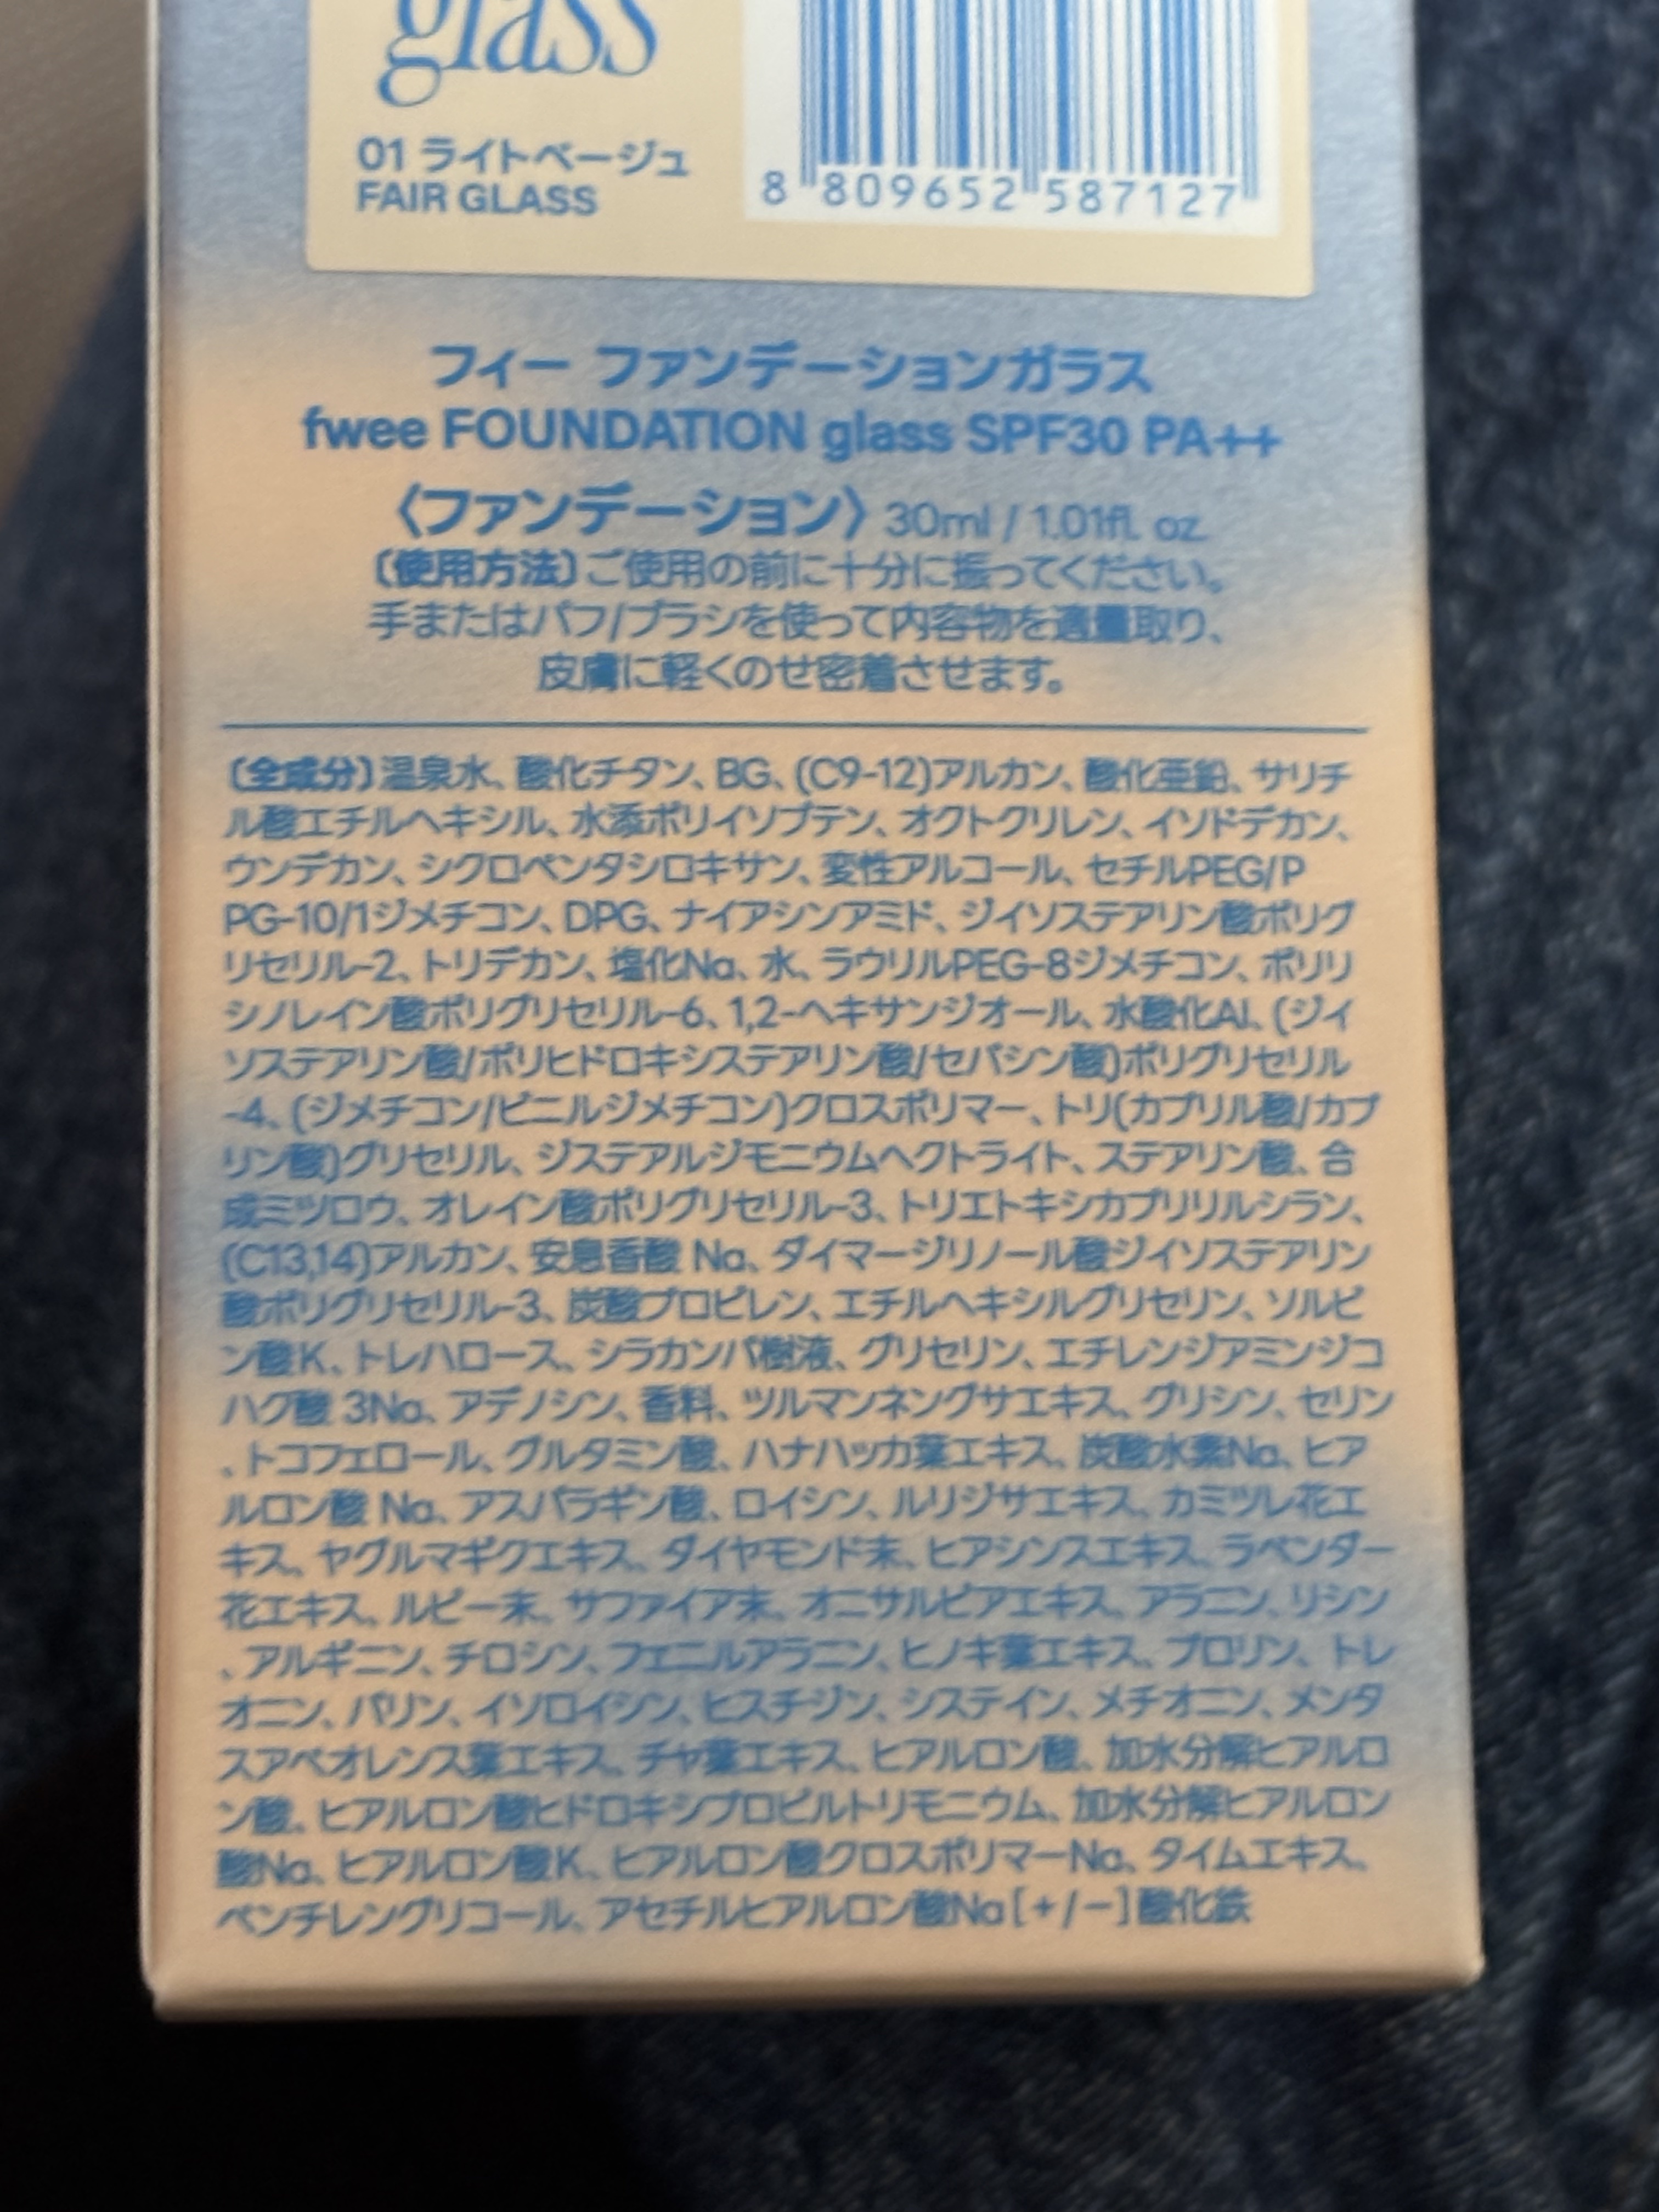 glass
01 ライトベージュ
FAIR GLASS
8 809652 587127
フィー ファンデーションガラス
fwee FOUNDATION glass SPF30 PA++
〈ファンデーション〉30ml / 1.01fl. oz.
〔使用方法〕ご使用の前に十分に振ってください。
手またはパフ/ブラシを使って内容物を適量取り、
皮膚に軽くのせ密着させます。
〔全成分〕温泉水、酸化チタン、BG、(C9-12)アルカン、酸化亜鉛、サリチ
ル酸エチルヘキシル、水添ポリイソブテン、オクトクリレン、イソドデカン、
ウンデカン、シクロペンタシロキサン、変性アルコール、セチルPEG/P
PG-10/1ジメチコン、DPG、ナイアシンアミド、ジイソステアリン酸ポリグ
リセリル-2、トリデカン、塩化Na、水、ラウリルPEG-8ジメチコン、ポリリ
シノレイン酸ポリグリセリル-6、1,2-ヘキサンジオール、水酸化Al、(ジイ
ソステアリン酸/ポリヒドロキシステアリン酸/セバシン酸)ポリグリセリル
-4、(ジメチコン/ビニルジメチコン)クロスポリマー、トリ(カプリル酸/カプ
リン酸)グリセリル、ジステアルジモニウムヘクトライト、ステアリン酸、合
成ミツロウ、オレイン酸ポリグリセリル-3、トリエトキシカプリリルシラン、
(C13,14)アルカン、安息香酸 Na、ダイマージリノール酸ジイソステアリン
酸ポリグリセリル-3、炭酸プロピレン、エチルヘキシルグリセリン、ソルビ
ン酸K、トレハロース、シラカンバ樹液、グリセリン、エチレンジアミンジコ
ハク酸 3Na、アデノシン、香料、ツルマンネングサエキス、グリシン、セリン
、トコフェロール、グルタミン酸、ハナハッカ葉エキス、炭酸水素Na、ヒア
ルロン酸 Na、アスパラギン酸、ロイシン、ルリジサエキス、カミツレ花エ
キス、ヤグルマギクエキス、ダイヤモンド末、ヒアシンスエキス、ラベンダー
花エキス、ルビー末、サファイア末、オニサルビアエキス、アラニン、リシン
、アルギニン、チロシン、フェニルアラニン、ヒノキ葉エキス、プロリン、トレ
オニン、バリン、イソロイシン、ヒスチジン、システイン、メチオニン、メンタ
スアベオレンス葉エキス、チャ葉エキス、ヒアルロン酸、加水分解ヒアルロ
ン酸、ヒアルロン酸ヒドロキシプロピルトリモニウム、加水分解ヒアルロン
酸Na、ヒアルロン酸K、ヒアルロン酸クロスポリマーNa、タイムエキス、
ペンチレングリコール、アセチルヒアルロン酸Na[+/-]酸化鉄